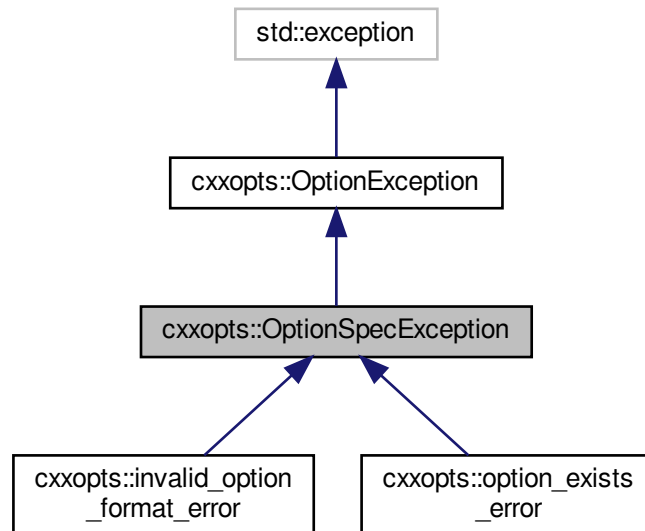 std::exception
cxxopts::OptionException
cxxopts::OptionSpecException
cxxopts::invalid_option
_format_error
cxxopts::option_exists
_error